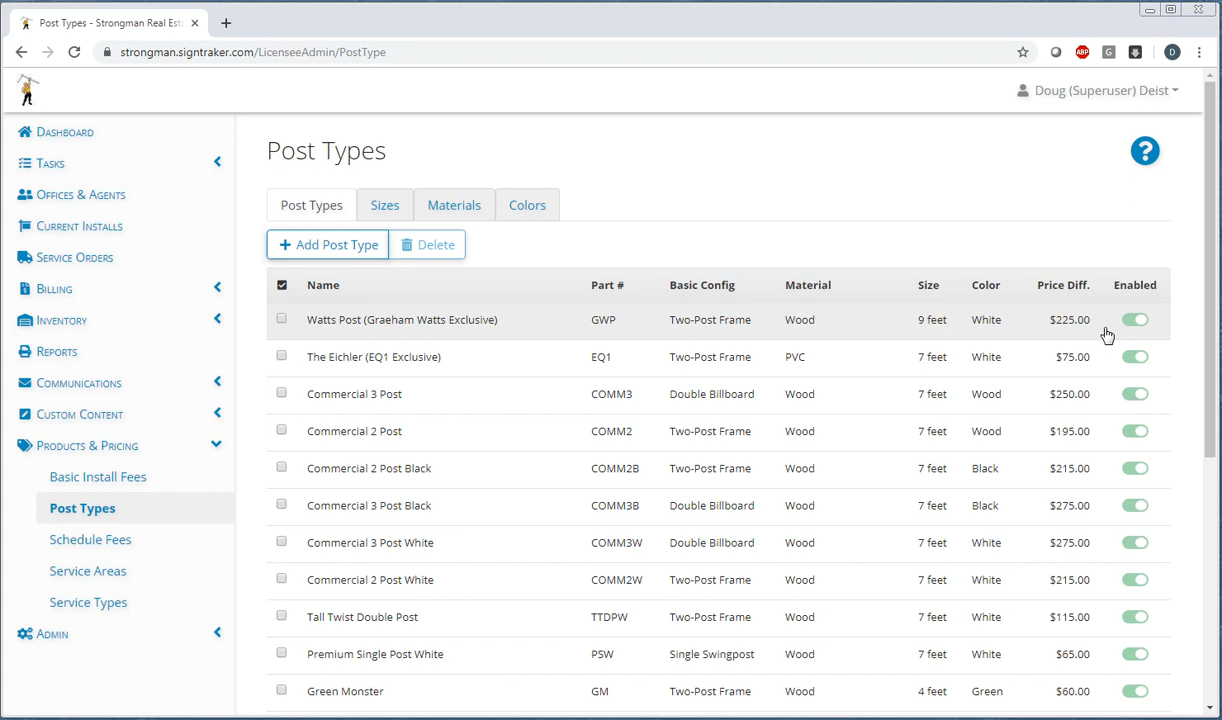 Post Types - Strongman Real Est
strongman.signtraker.com/LicenseeAdmin/PostType
ABP
G
D
Doug (Superuser) Deist
Dashboard
Tasks
Offices & Agents
Current Installs
Service Orders
Billing
Inventory
Reports
Communications
Custom Content
Products & Pricing
Basic Install Fees
Post Types
Schedule Fees
Service Areas
Service Types
Admin
Post Types
?
Post Types Sizes Materials Colors
+ Add Post Type Delete
Name Part # Basic Config Material Size Color Price Diff. Enabled
Watts Post (Graeham Watts Exclusive) GWP Two-Post Frame Wood 9 feet White $225.00
The Eichler (EQ1 Exclusive) EQ1 Two-Post Frame PVC 7 feet White $75.00
Commercial 3 Post COMM3 Double Billboard Wood 7 feet Wood $250.00
Commercial 2 Post COMM2 Two-Post Frame Wood 7 feet Wood $195.00
Commercial 2 Post Black COMM2B Two-Post Frame Wood 7 feet Black $215.00
Commercial 3 Post Black COMM3B Double Billboard Wood 7 feet Black $275.00
Commercial 3 Post White COMM3W Double Billboard Wood 7 feet White $275.00
Commercial 2 Post White COMM2W Two-Post Frame Wood 7 feet White $215.00
Tall Twist Double Post TTDPW Two-Post Frame Wood 7 feet White $115.00
Premium Single Post White PSW Single Swingpost Wood 7 feet White $65.00
Green Monster GM Two-Post Frame Wood 4 feet Green $60.00